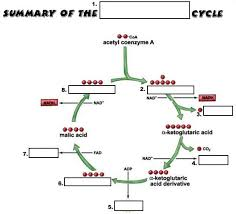 1.
SUMMARY OF THE CYCLE
CoA
acetyl coenzyme A
8.
2.
NADH
NAD+
NAD+
NADH
3.
malic acid
α-ketoglutaric acid
CO₂
NAD+
4.
7.
FAD
ADP
6.
α-ketoglutaric
acid derivative
5.